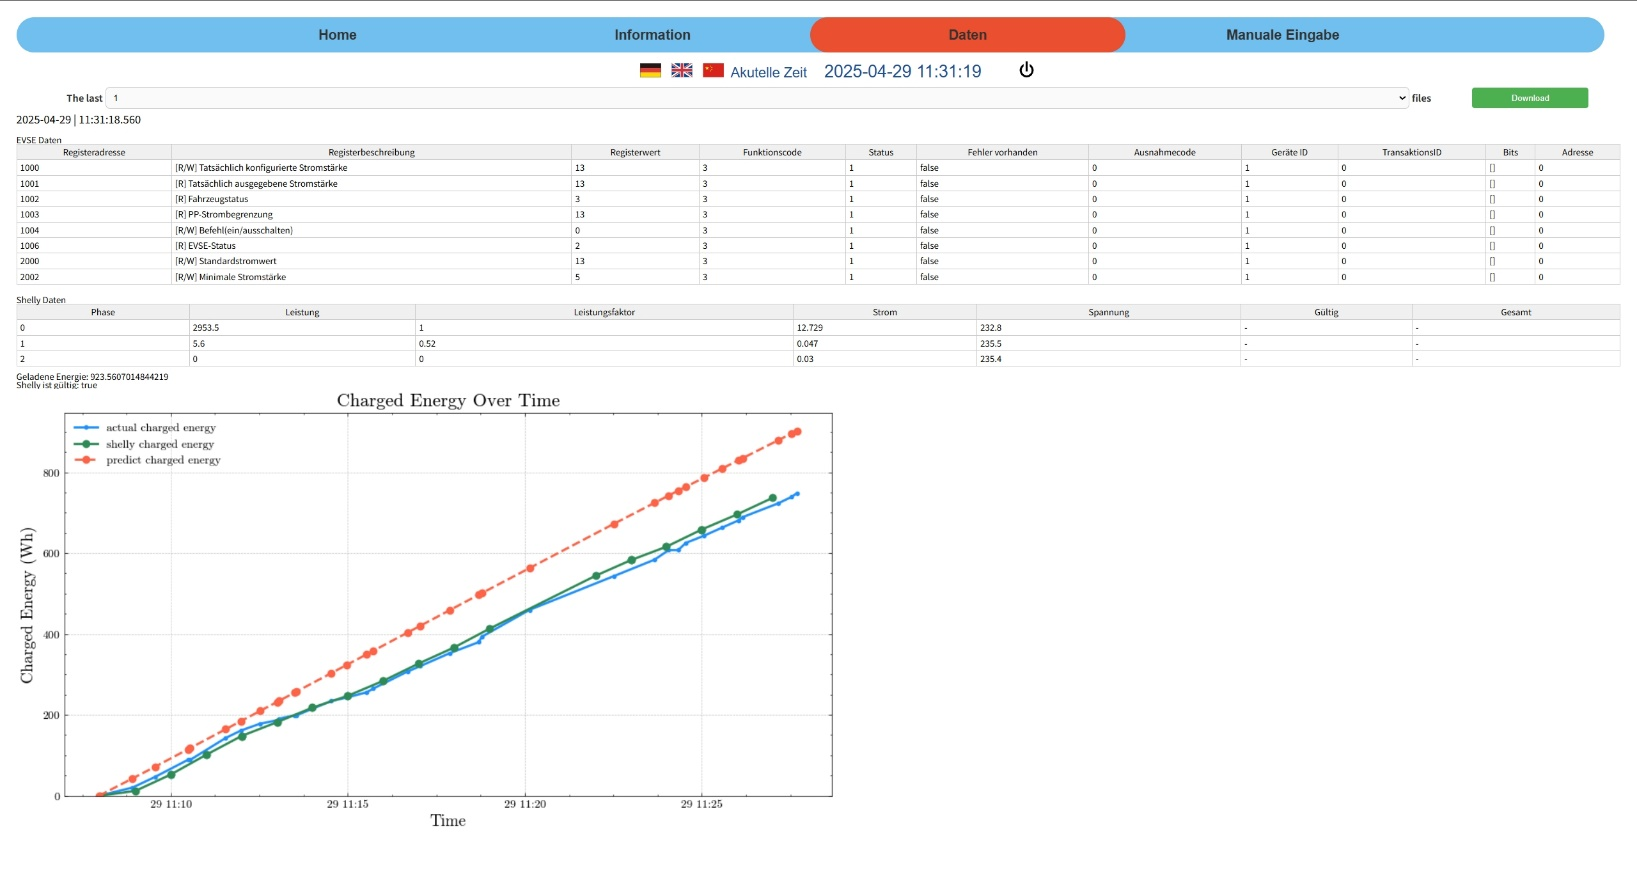 Home Information Daten Manuale Eingabe
Akutelle Zeit 2025-04-29 11:31:19
The last 1 files Download
2025-04-29 | 11:31:18.560
EVSE Daten
Registeradresse Registerbeschreibung Registerwert Funktionscode Status Fehler vorhanden Ausnahmecode Geräte ID TransaktionsID Bits Adresse
1000 [R/W] Tatsächlich konfigurierte Stromstärke 13 3 1 false 0 1 0 [] 0
1001 [R] Tatsächlich ausgegebene Stromstärke 13 3 1 false 0 1 0 [] 0
1002 [R] Fahrzeugstatus 3 3 1 false 0 1 0 [] 0
1003 [R] PP-Strombegrenzung 13 3 1 false 0 1 0 [] 0
1004 [R/W] Befehl(ein/ausschalten) 0 3 1 false 0 1 0 [] 0
1006 [R] EVSE-Status 2 3 1 false 0 1 0 [] 0
2000 [R/W] Standardstromwert 13 3 1 false 0 1 0 [] 0
2002 [R/W] Minimale Stromstärke 5 3 1 false 0 1 0 [] 0
Shelly Daten
Phase Leistung Leistungsfaktor Strom Spannung Gültig Gesamt
0 2953.5 1 12.729 232.8 - -
1 5.6 0.52 0.047 235.5 - -
2 0 0 0.03 235.4 - -
Geladene Energie: 923.5607014844219
Shelly ist gültig: true
Charged Energy Over Time
actual charged energy
shelly charged energy
predict charged energy
Charged Energy (Wh)
800
600
400
200
0
29 11:10 29 11:15 29 11:20 29 11:25
Time